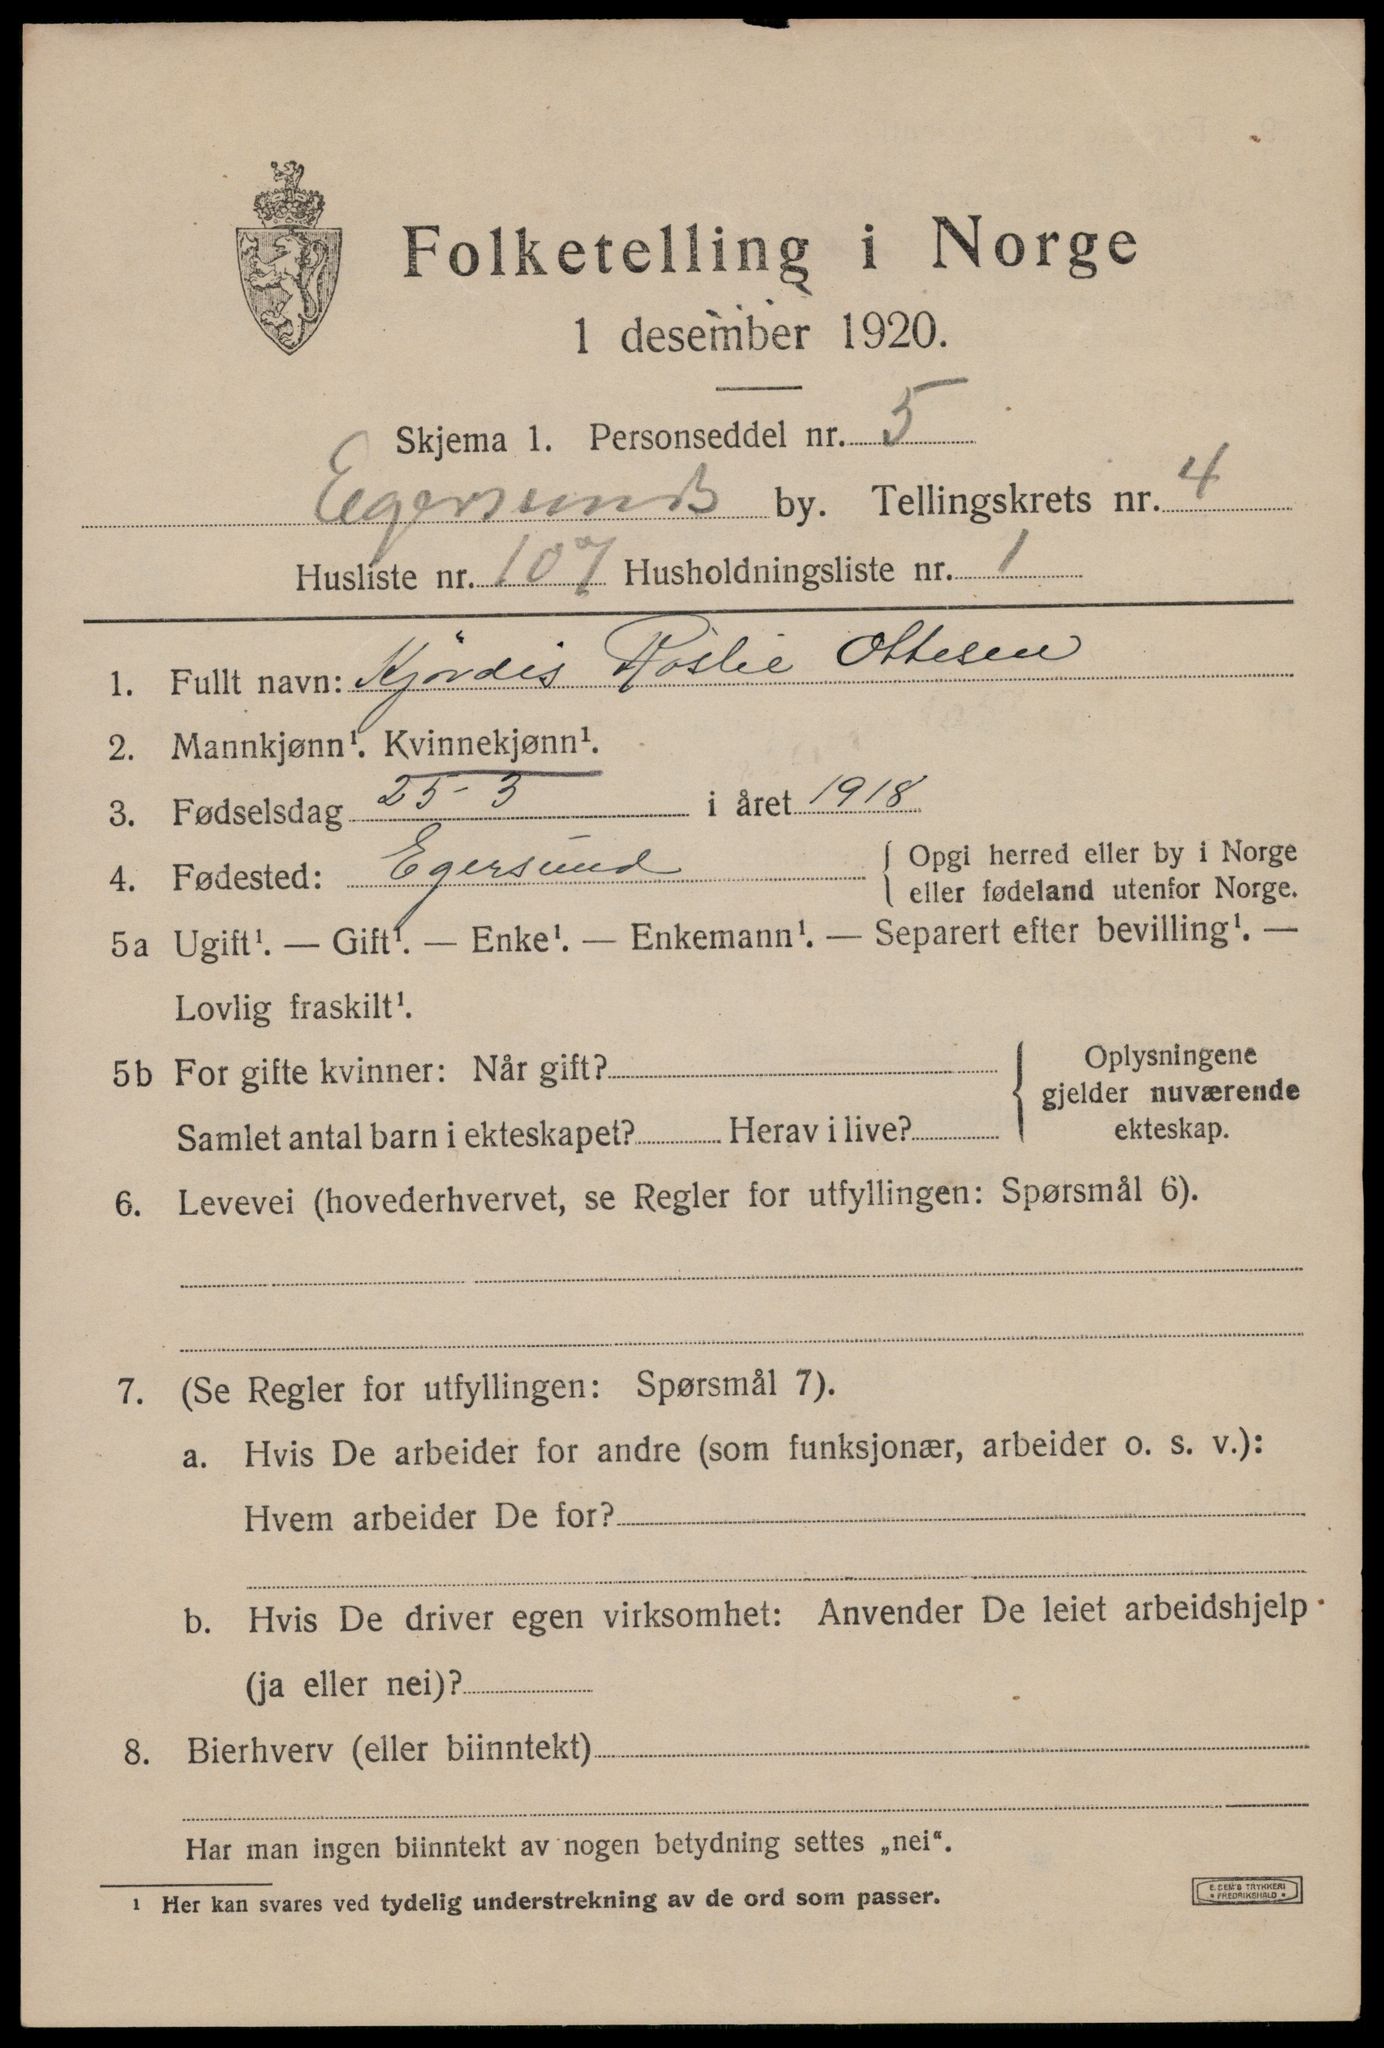 Folketelling i Norge
1 desember 1920.
Skjema 1. Personseddel nr. 5
Egersund by. Tellingskrets nr. 4
Husliste nr. 107 Husholdningsliste nr. 1
1. Fullt navn: Kjördis Roslie Ottesen
2. Mannkjønn¹. Kvinnekjønn¹.
3. Fødselsdag 25-3 i året 1918
4. Fødested: Egersund { Opgi herred eller by i Norge
eller fødeland utenfor Norge.
5a Ugift¹. — Gift¹. — Enke¹. — Enkemann¹. — Separert efter bevilling¹. —
Lovlig fraskilt¹.
5b For gifte kvinner: Når gift? { Oplysningene
gjelder nuværende
Samlet antal barn i ekteskapet? Herav i live? ekteskap.
6. Levevei (hovederhvervet, se Regler for utfyllingen: Spørsmål 6).
7. (Se Regler for utfyllingen: Spørsmål 7).
a. Hvis De arbeider for andre (som funksjonær, arbeider o. s. v.):
Hvem arbeider De for?
b. Hvis De driver egen virksomhet: Anvender De leiet arbeidshjelp
(ja eller nei)?
8. Bierhverv (eller biinntekt)
Har man ingen biinntekt av nogen betydning settes „nei“.
¹ Her kan svares ved tydelig understrekning av de ord som passer.
E. SEM'S TRYKKERI
• FREDRIKSHALD •